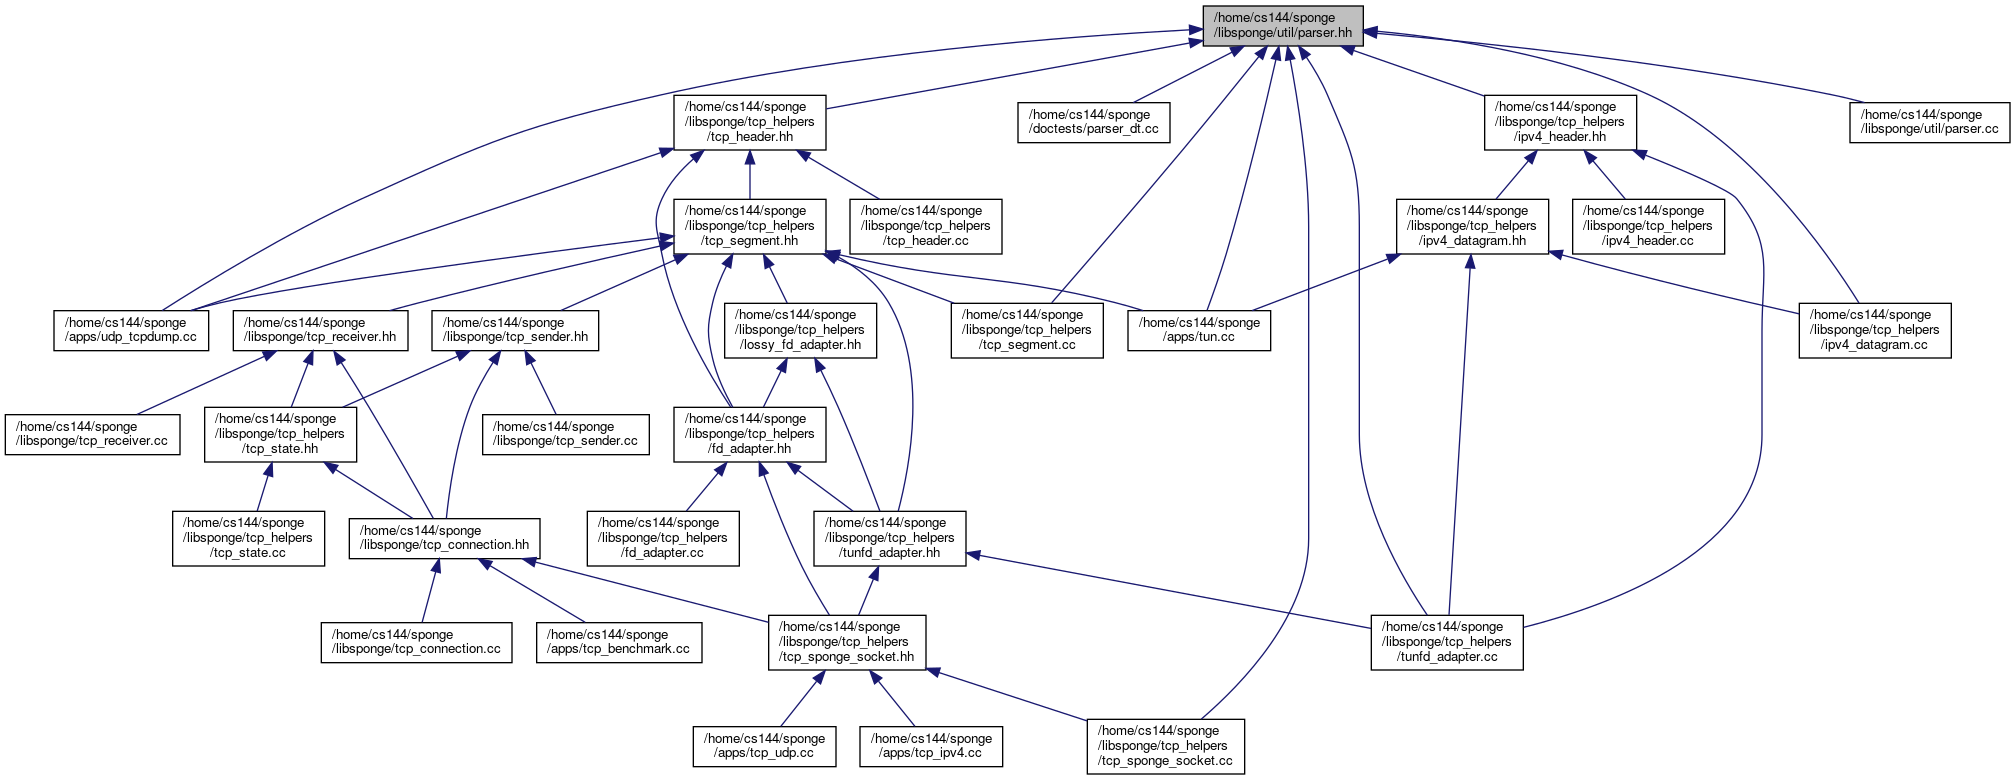 /home/cs144/sponge
/libsponge/util/parser.hh
/home/cs144/sponge
/libsponge/tcp_helpers
/tcp_header.hh
/home/cs144/sponge
/doctests/parser_dt.cc
/home/cs144/sponge
/libsponge/tcp_helpers
/ipv4_header.hh
/home/cs144/sponge
/libsponge/util/parser.cc
/home/cs144/sponge
/libsponge/tcp_helpers
/tcp_segment.hh
/home/cs144/sponge
/libsponge/tcp_helpers
/tcp_header.cc
/home/cs144/sponge
/libsponge/tcp_helpers
/ipv4_datagram.hh
/home/cs144/sponge
/libsponge/tcp_helpers
/ipv4_header.cc
/home/cs144/sponge
/apps/udp_tcpdump.cc
/home/cs144/sponge
/libsponge/tcp_receiver.hh
/home/cs144/sponge
/libsponge/tcp_sender.hh
/home/cs144/sponge
/libsponge/tcp_helpers
/lossy_fd_adapter.hh
/home/cs144/sponge
/libsponge/tcp_helpers
/tcp_segment.cc
/home/cs144/sponge
/apps/tun.cc
/home/cs144/sponge
/libsponge/tcp_helpers
/ipv4_datagram.cc
/home/cs144/sponge
/libsponge/tcp_receiver.cc
/home/cs144/sponge
/libsponge/tcp_helpers
/tcp_state.hh
/home/cs144/sponge
/libsponge/tcp_sender.cc
/home/cs144/sponge
/libsponge/tcp_helpers
/fd_adapter.hh
/home/cs144/sponge
/libsponge/tcp_helpers
/tcp_state.cc
/home/cs144/sponge
/libsponge/tcp_connection.hh
/home/cs144/sponge
/libsponge/tcp_helpers
/fd_adapter.cc
/home/cs144/sponge
/libsponge/tcp_helpers
/tunfd_adapter.hh
/home/cs144/sponge
/libsponge/tcp_connection.cc
/home/cs144/sponge
/apps/tcp_benchmark.cc
/home/cs144/sponge
/libsponge/tcp_helpers
/tcp_sponge_socket.hh
/home/cs144/sponge
/libsponge/tcp_helpers
/tunfd_adapter.cc
/home/cs144/sponge
/apps/tcp_udp.cc
/home/cs144/sponge
/apps/tcp_ipv4.cc
/home/cs144/sponge
/libsponge/tcp_helpers
/tcp_sponge_socket.cc